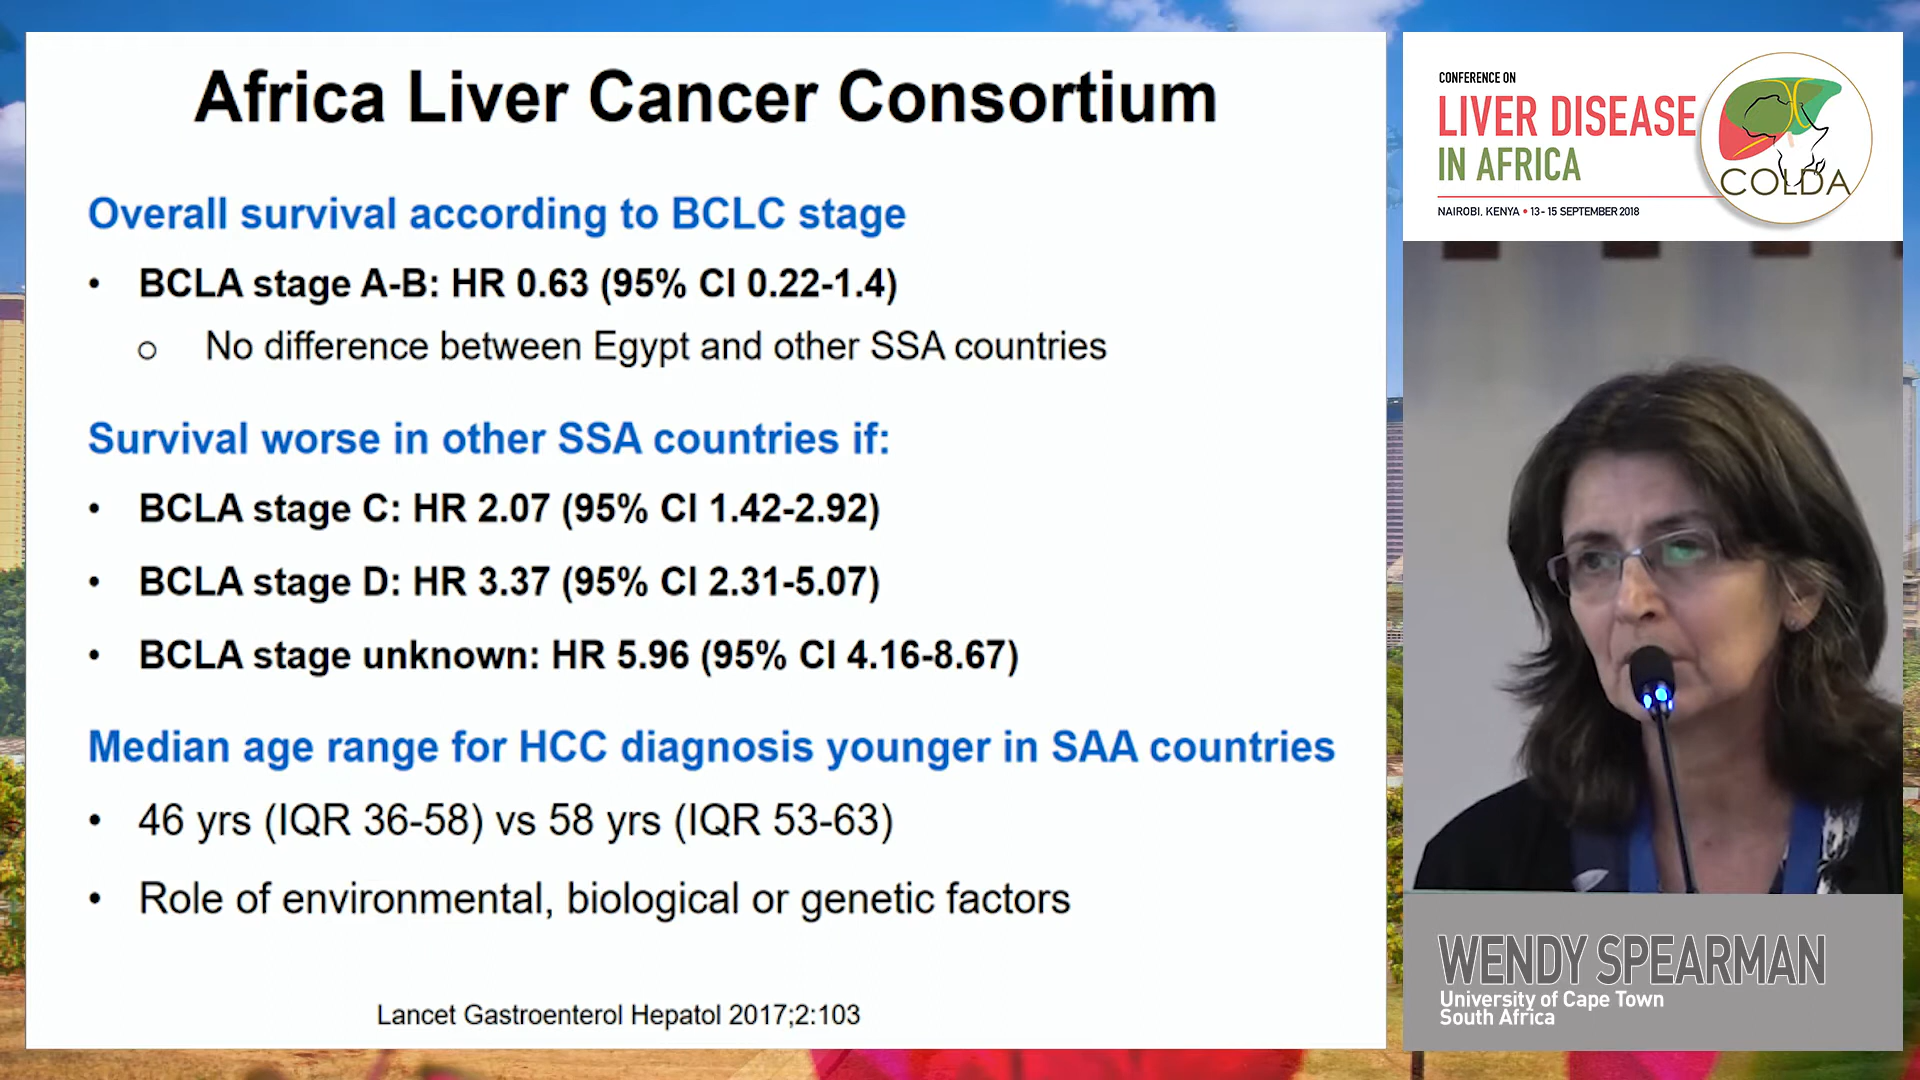 Africa Liver Cancer Consortium
Overall survival according to BCLC stage
• BCLA stage A-B: HR 0.63 (95% CI 0.22-1.4)
o No difference between Egypt and other SSA countries
Survival worse in other SSA countries if:
• BCLA stage C: HR 2.07 (95% CI 1.42-2.92)
• BCLA stage D: HR 3.37 (95% CI 2.31-5.07)
• BCLA stage unknown: HR 5.96 (95% CI 4.16-8.67)
Median age range for HCC diagnosis younger in SAA countries
• 46 yrs (IQR 36-58) vs 58 yrs (IQR 53-63)
• Role of environmental, biological or genetic factors
Lancet Gastroenterol Hepatol 2017;2:103
CONFERENCE ON
LIVER DISEASE
IN AFRICA
COLDA
NAIROBI, KENYA • 13-15 SEPTEMBER 2018
WENDY SPEARMAN
University of Cape Town
South Africa